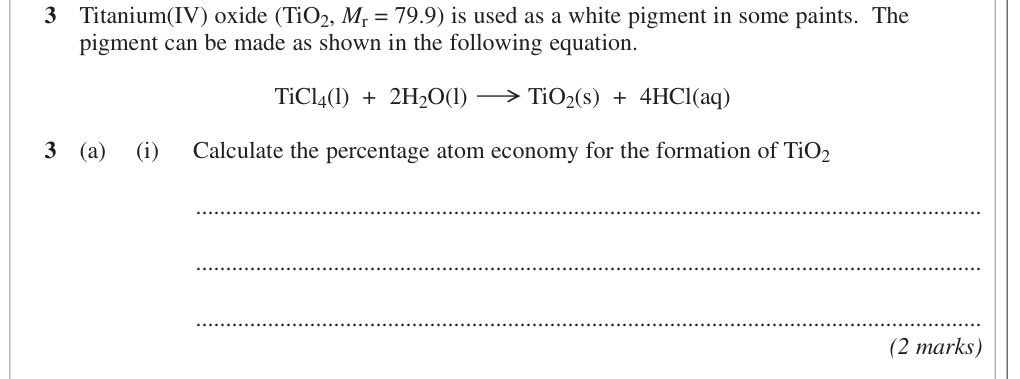 3 Titanium(IV) oxide (TiO₂, Mᵣ = 79.9) is used as a white pigment in some paints. The
pigment can be made as shown in the following equation.
TiCl₄(l) + 2H₂O(l) ⟶ TiO₂(s) + 4HCl(aq)
3 (a) (i) Calculate the percentage atom economy for the formation of TiO₂
(2 marks)